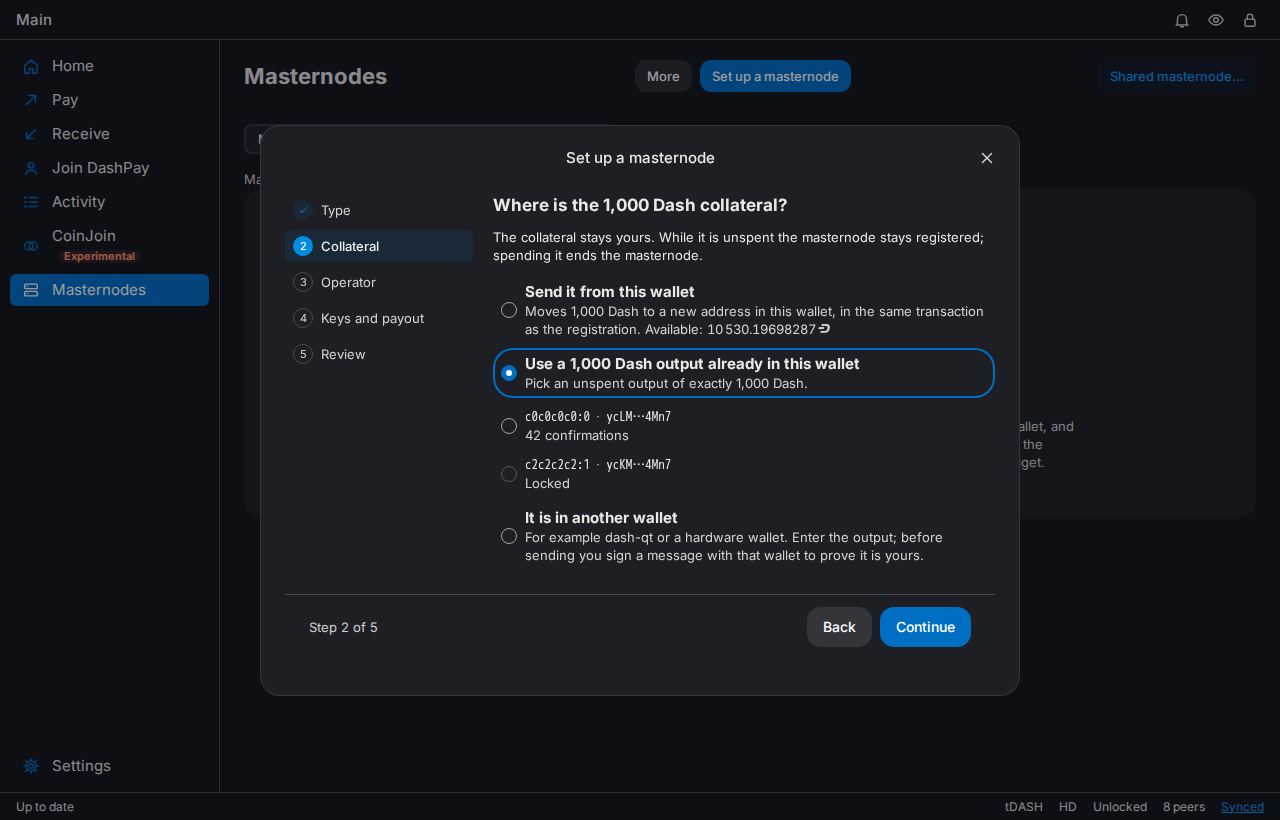 Main
Home
Pay
Receive
Join DashPay
Activity
CoinJoin
Experimental
Masternodes
Settings
Masternodes
More
Set up a masternode
Shared masternode...
Set up a masternode
✓ Type
2 Collateral
3 Operator
4 Keys and payout
5 Review
Where is the 1,000 Dash collateral?
The collateral stays yours. While it is unspent the masternode stays registered;
spending it ends the masternode.
Send it from this wallet
Moves 1,000 Dash to a new address in this wallet, in the same transaction
as the registration. Available: 10 530.19698287
Use a 1,000 Dash output already in this wallet
Pick an unspent output of exactly 1,000 Dash.
c0c0c0c0:0 · ycLM⋯4Mn7
42 confirmations
c2c2c2c2:1 · ycKM⋯4Mn7
Locked
It is in another wallet
For example dash-qt or a hardware wallet. Enter the output; before
sending you sign a message with that wallet to prove it is yours.
Step 2 of 5
Back
Continue
and
the
Up to date
tDASH
HD
Unlocked
8 peers
Synced